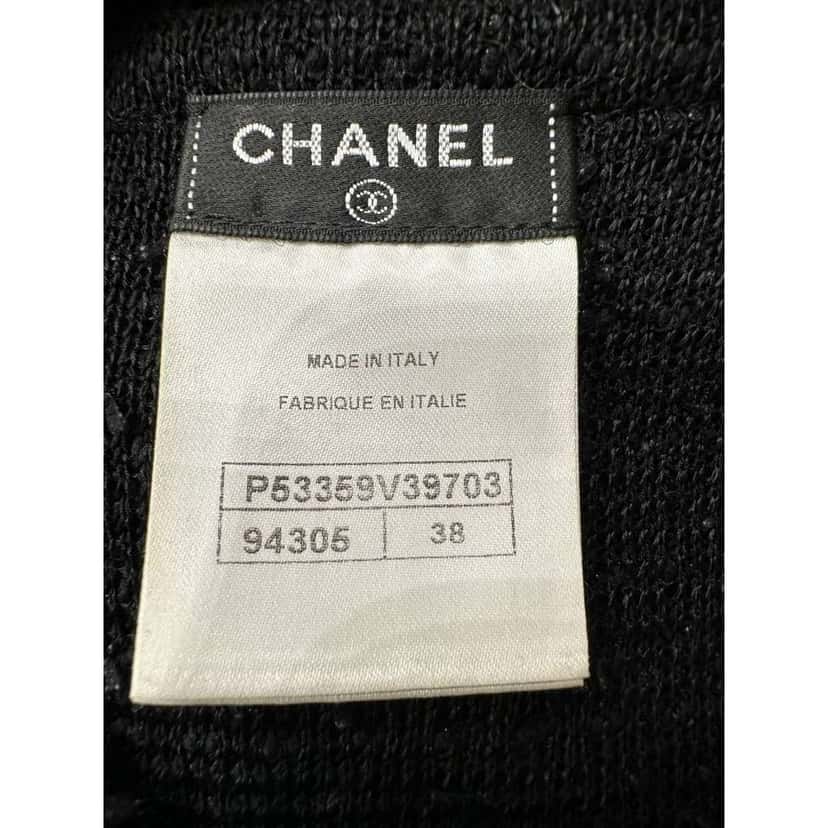 CHANEL
MADE IN ITALY
FABRIQUE EN ITALIE
P53359V39703
94305 38